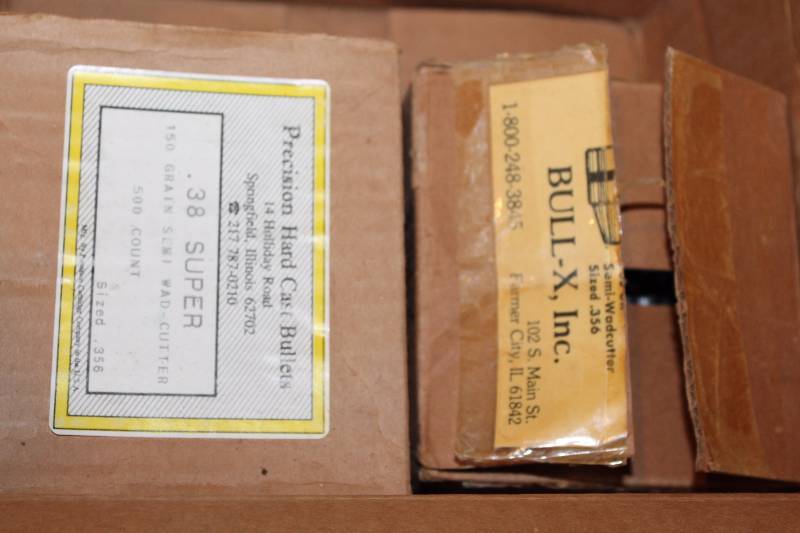 Precision Hard Cast Bullets
14 Holliday Road
Springfield, Illinois 62702
☎ 217 787-0210
.38 SUPER
150 GRAIN SEMI WAD-CUTTER
500 COUNT
Sized .356
Semi-Wadcutter
Sized .356
BULL-X, Inc.
102 S. Main St.
1-800-248-3845 Farmer City, IL 61842